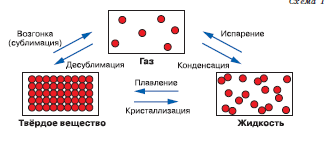 Схема 1
Возгонка
(сублимация)
Испарение
Газ
Десублимация
Конденсация
Плавление
Кристаллизация
Твёрдое вещество
Жидкость